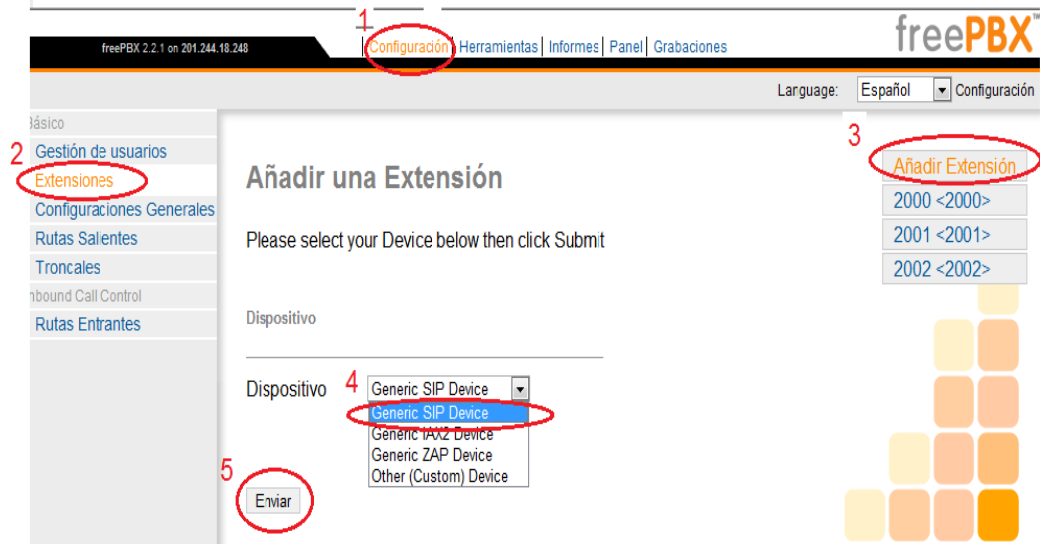 1
freePBX 2.2.1 on 201.244.18.248
Configuración Herramientas Informes Panel Grabaciones
freePBX™
Language: Español Configuración
Básico
2 Gestión de usuarios
Extensiones
Configuraciones Generales
Rutas Salientes
Troncales
Inbound Call Control
Rutas Entrantes
Añadir una Extensión
Please select your Device below then click Submit
Dispositivo
Dispositivo 4 Generic SIP Device
Generic SIP Device
Generic IAX2 Device
Generic ZAP Device
Other (Custom) Device
5
Enviar
3
Añadir Extensión
2000 <2000>
2001 <2001>
2002 <2002>